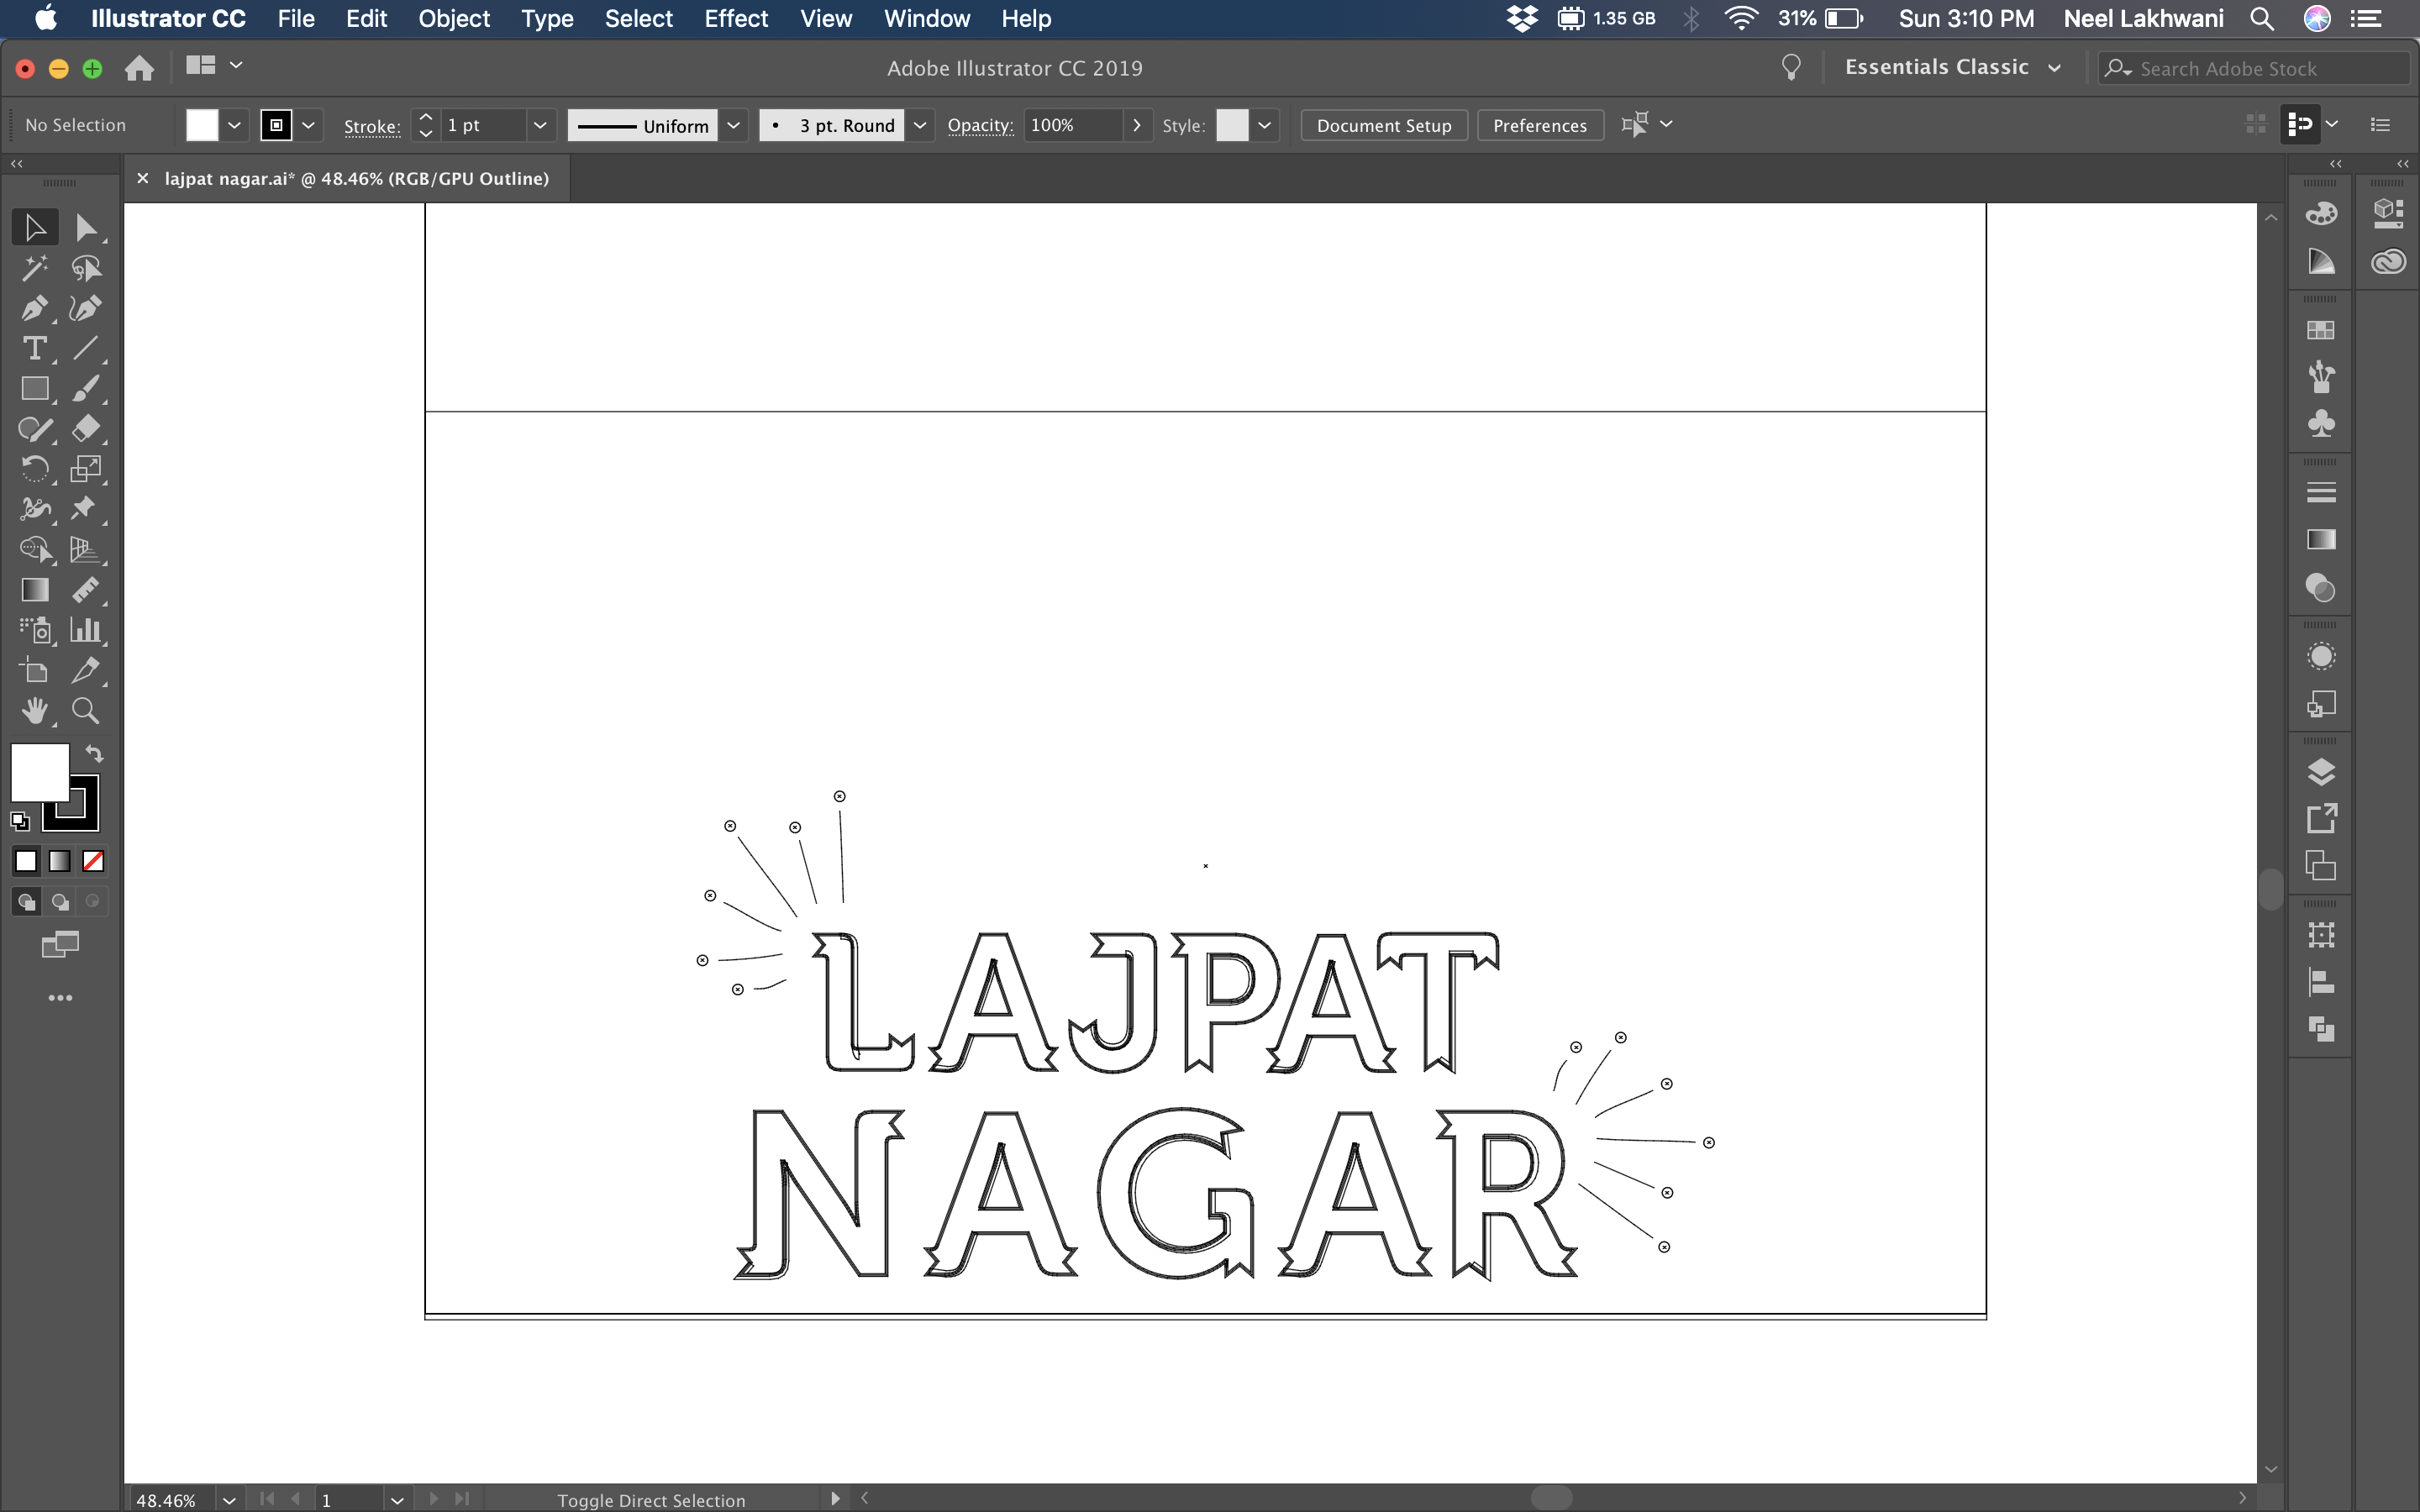 Illustrator CC File Edit Object Type Select Effect View Window Help 1.35 GB 31% Sun 3:10 PM Neel Lakhwani
Adobe Illustrator CC 2019 Essentials Classic Search Adobe Stock
No Selection Stroke: 1 pt Uniform 3 pt. Round Opacity: 100% Style: Document Setup Preferences
lajpat nagar.ai* @ 48.46% (RGB/GPU Outline)
LAJPAT
NAGAR
48.46% 1 Toggle Direct Selection